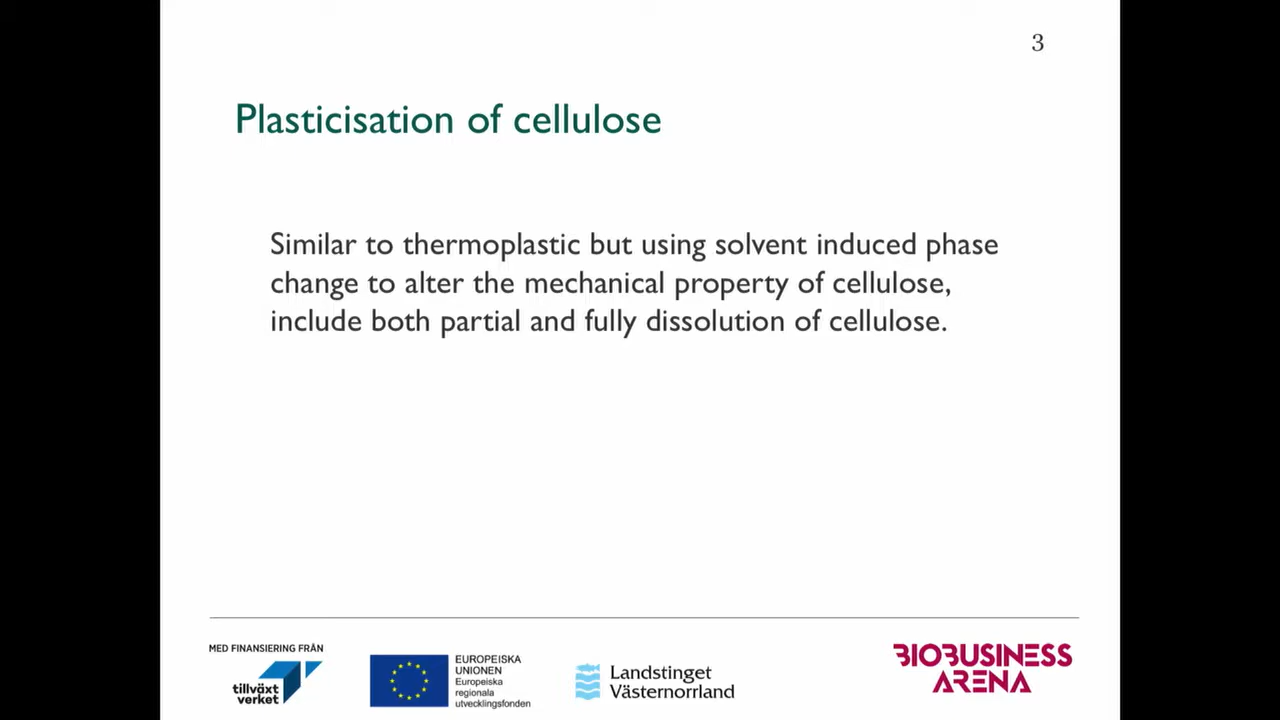 3
Plasticisation of cellulose
Similar to thermoplastic but using solvent induced phase
change to alter the mechanical property of cellulose,
include both partial and fully dissolution of cellulose.
MED FINANSIERING FRÅN
tillväxt
verket
EUROPEISKA
UNIONEN
Europeiska
regionala
utvecklingsfonden
Landstinget
Västernorrland
BIOBUSINESS
ARENA